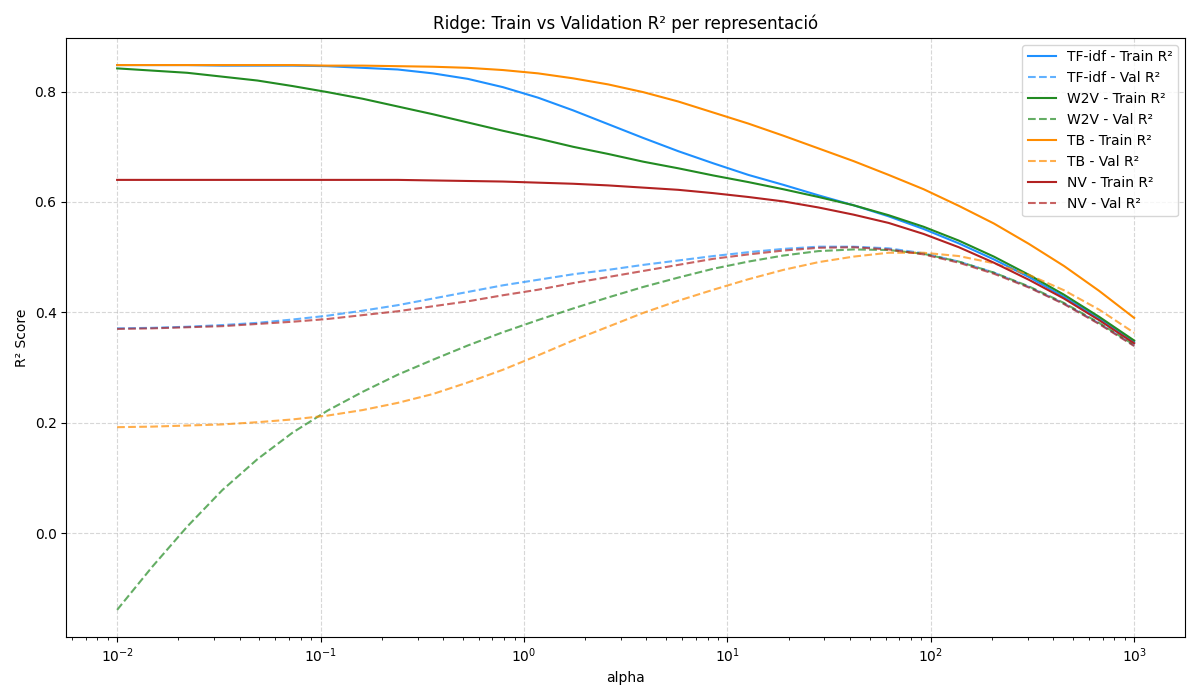 Ridge: Train vs Validation R² per representació
R² Score
0.8
0.6
0.4
0.2
0.0
TF-idf - Train R²
TF-idf - Val R²
W2V - Train R²
W2V - Val R²
TB - Train R²
TB - Val R²
NV - Train R²
NV - Val R²
10⁻² 10⁻¹ 10⁰ 10¹ 10² 10³
alpha